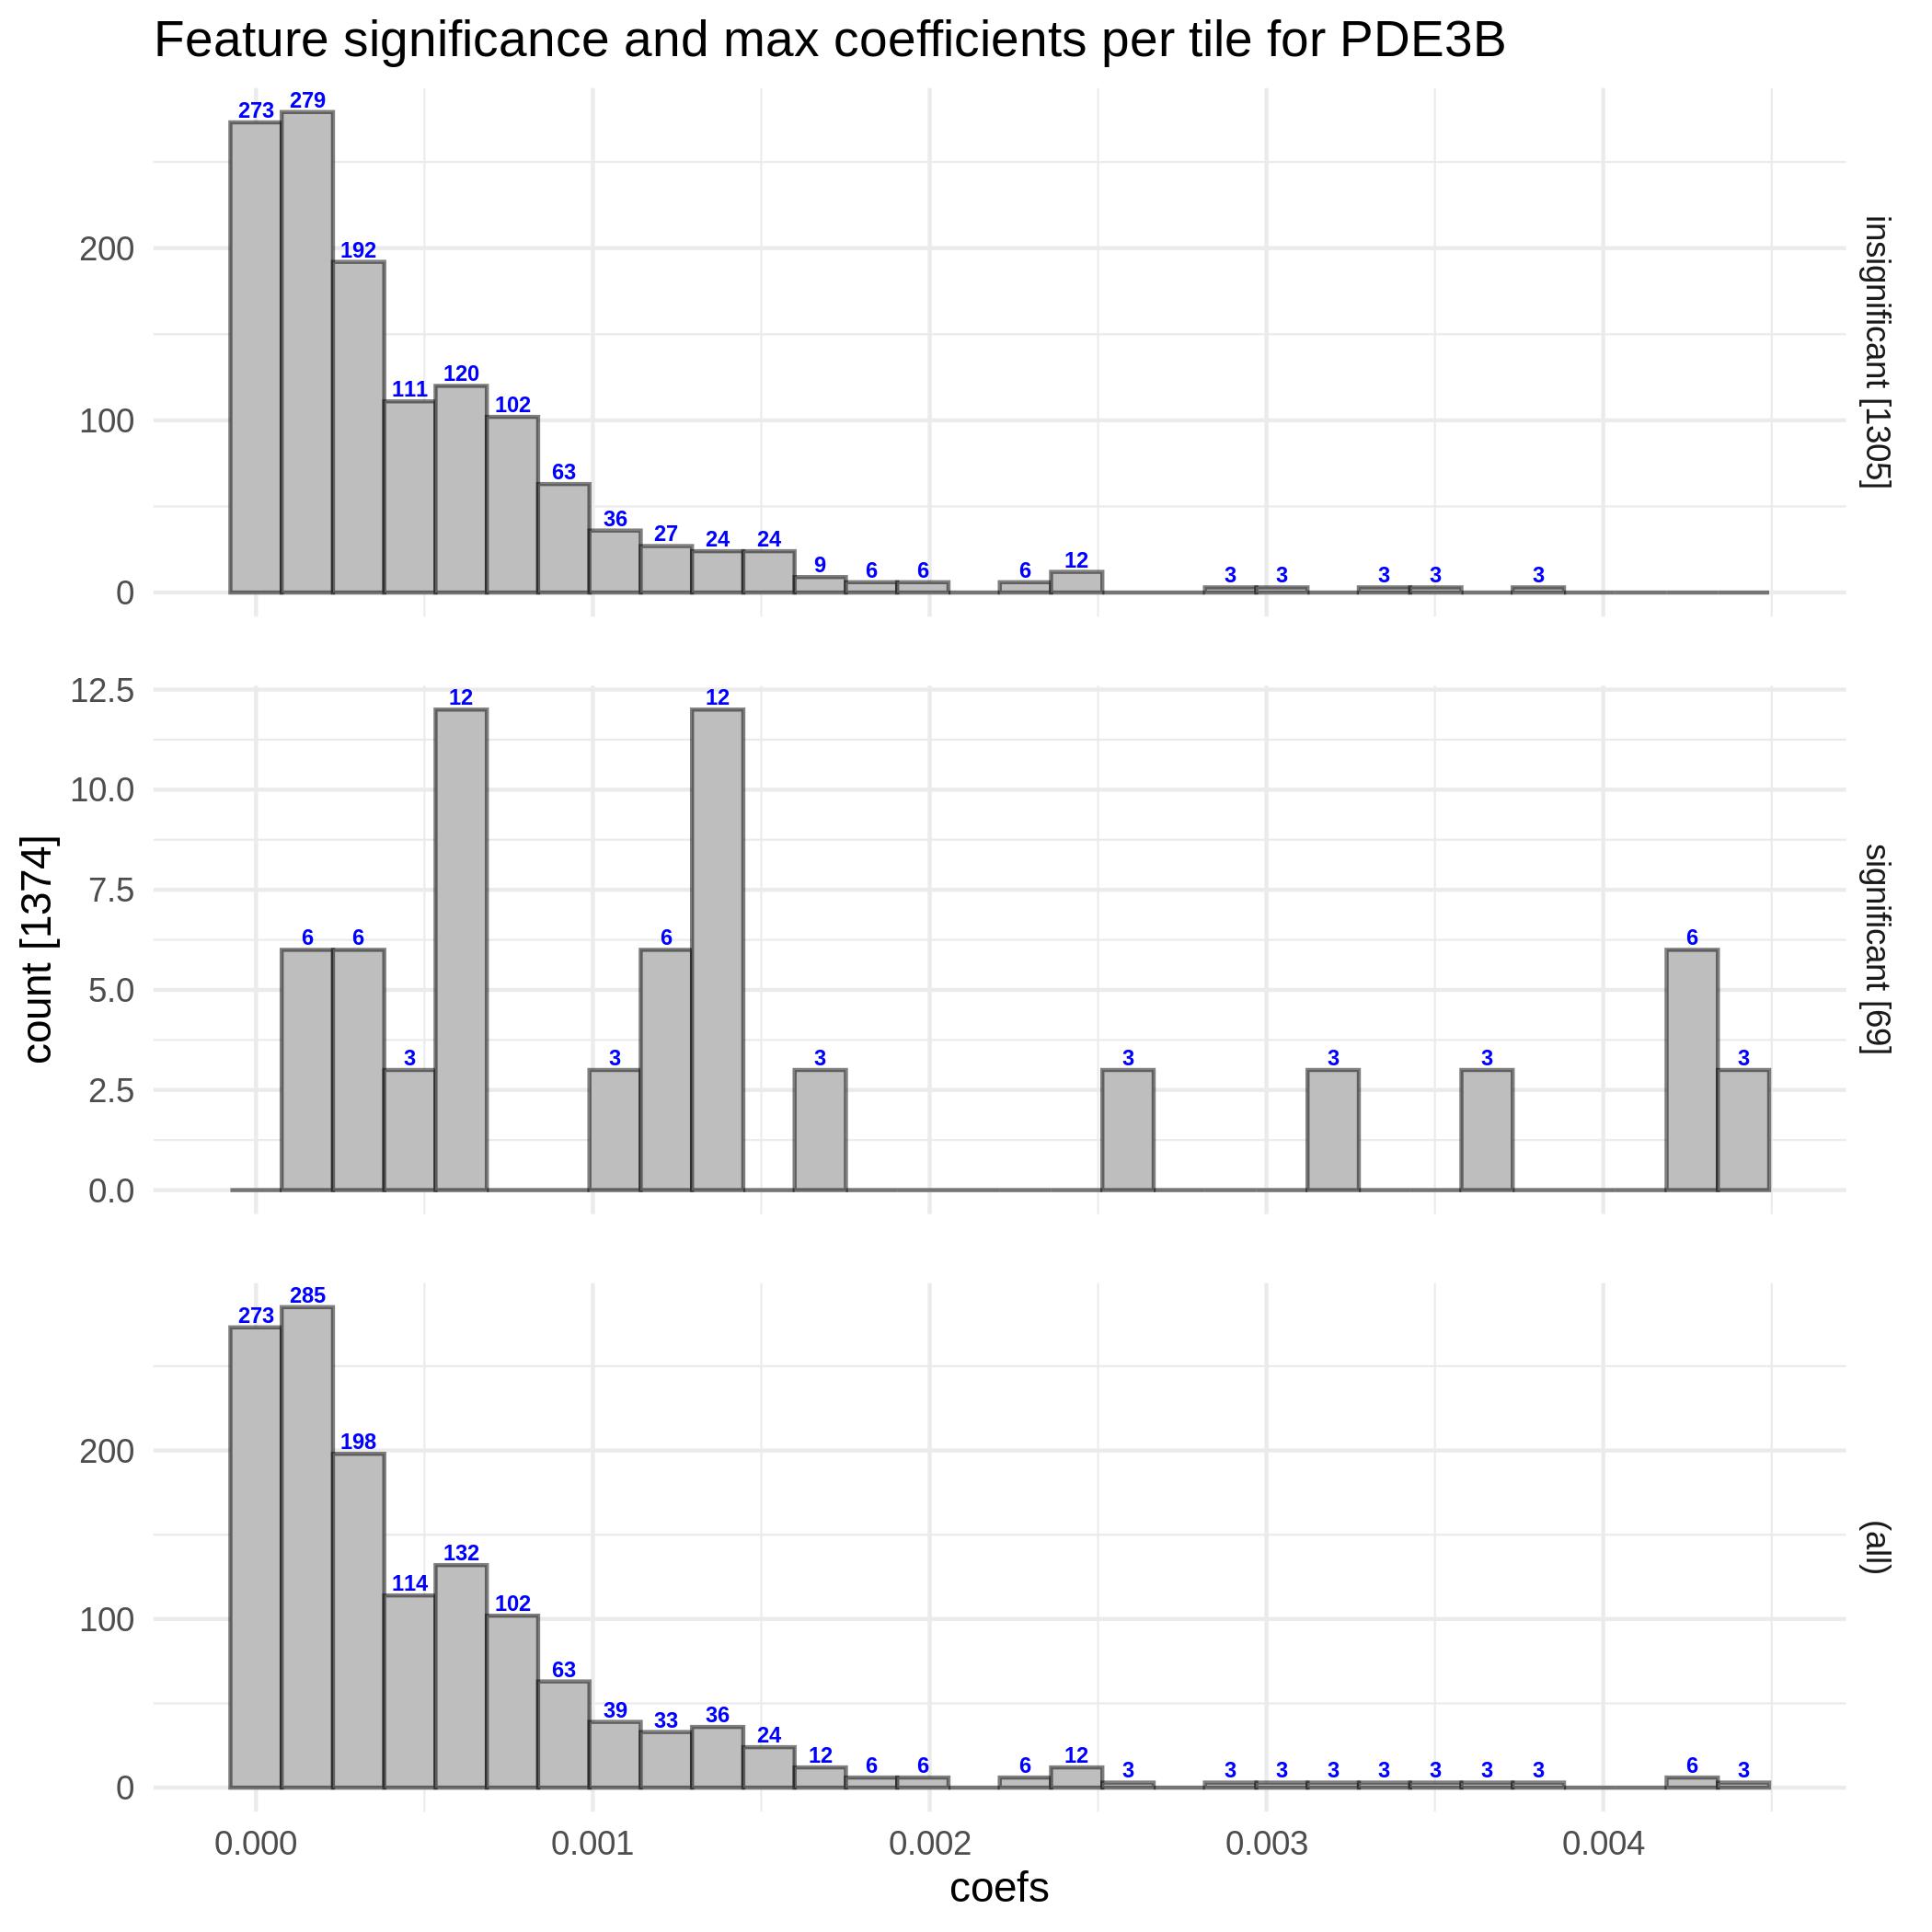 Feature significance and max coefficients per tile for PDE3B
273 279 192 111 120 102 63 36 27 24 24 9 6 6 6 12 3 3 3 3 3
200
100
0
insignificant [1305]
count [1374]
12.5
10.0
7.5
5.0
2.5
0.0
6 6 3 12 3 6 12 3 3 3 3 6 3
significant [69]
273 285 198 114 132 102 63 39 33 36 24 12 6 6 6 12 3 3 3 3 3 3 3 3 6 3
200
100
0
(all)
0.000 0.001 0.002 0.003 0.004
coefs